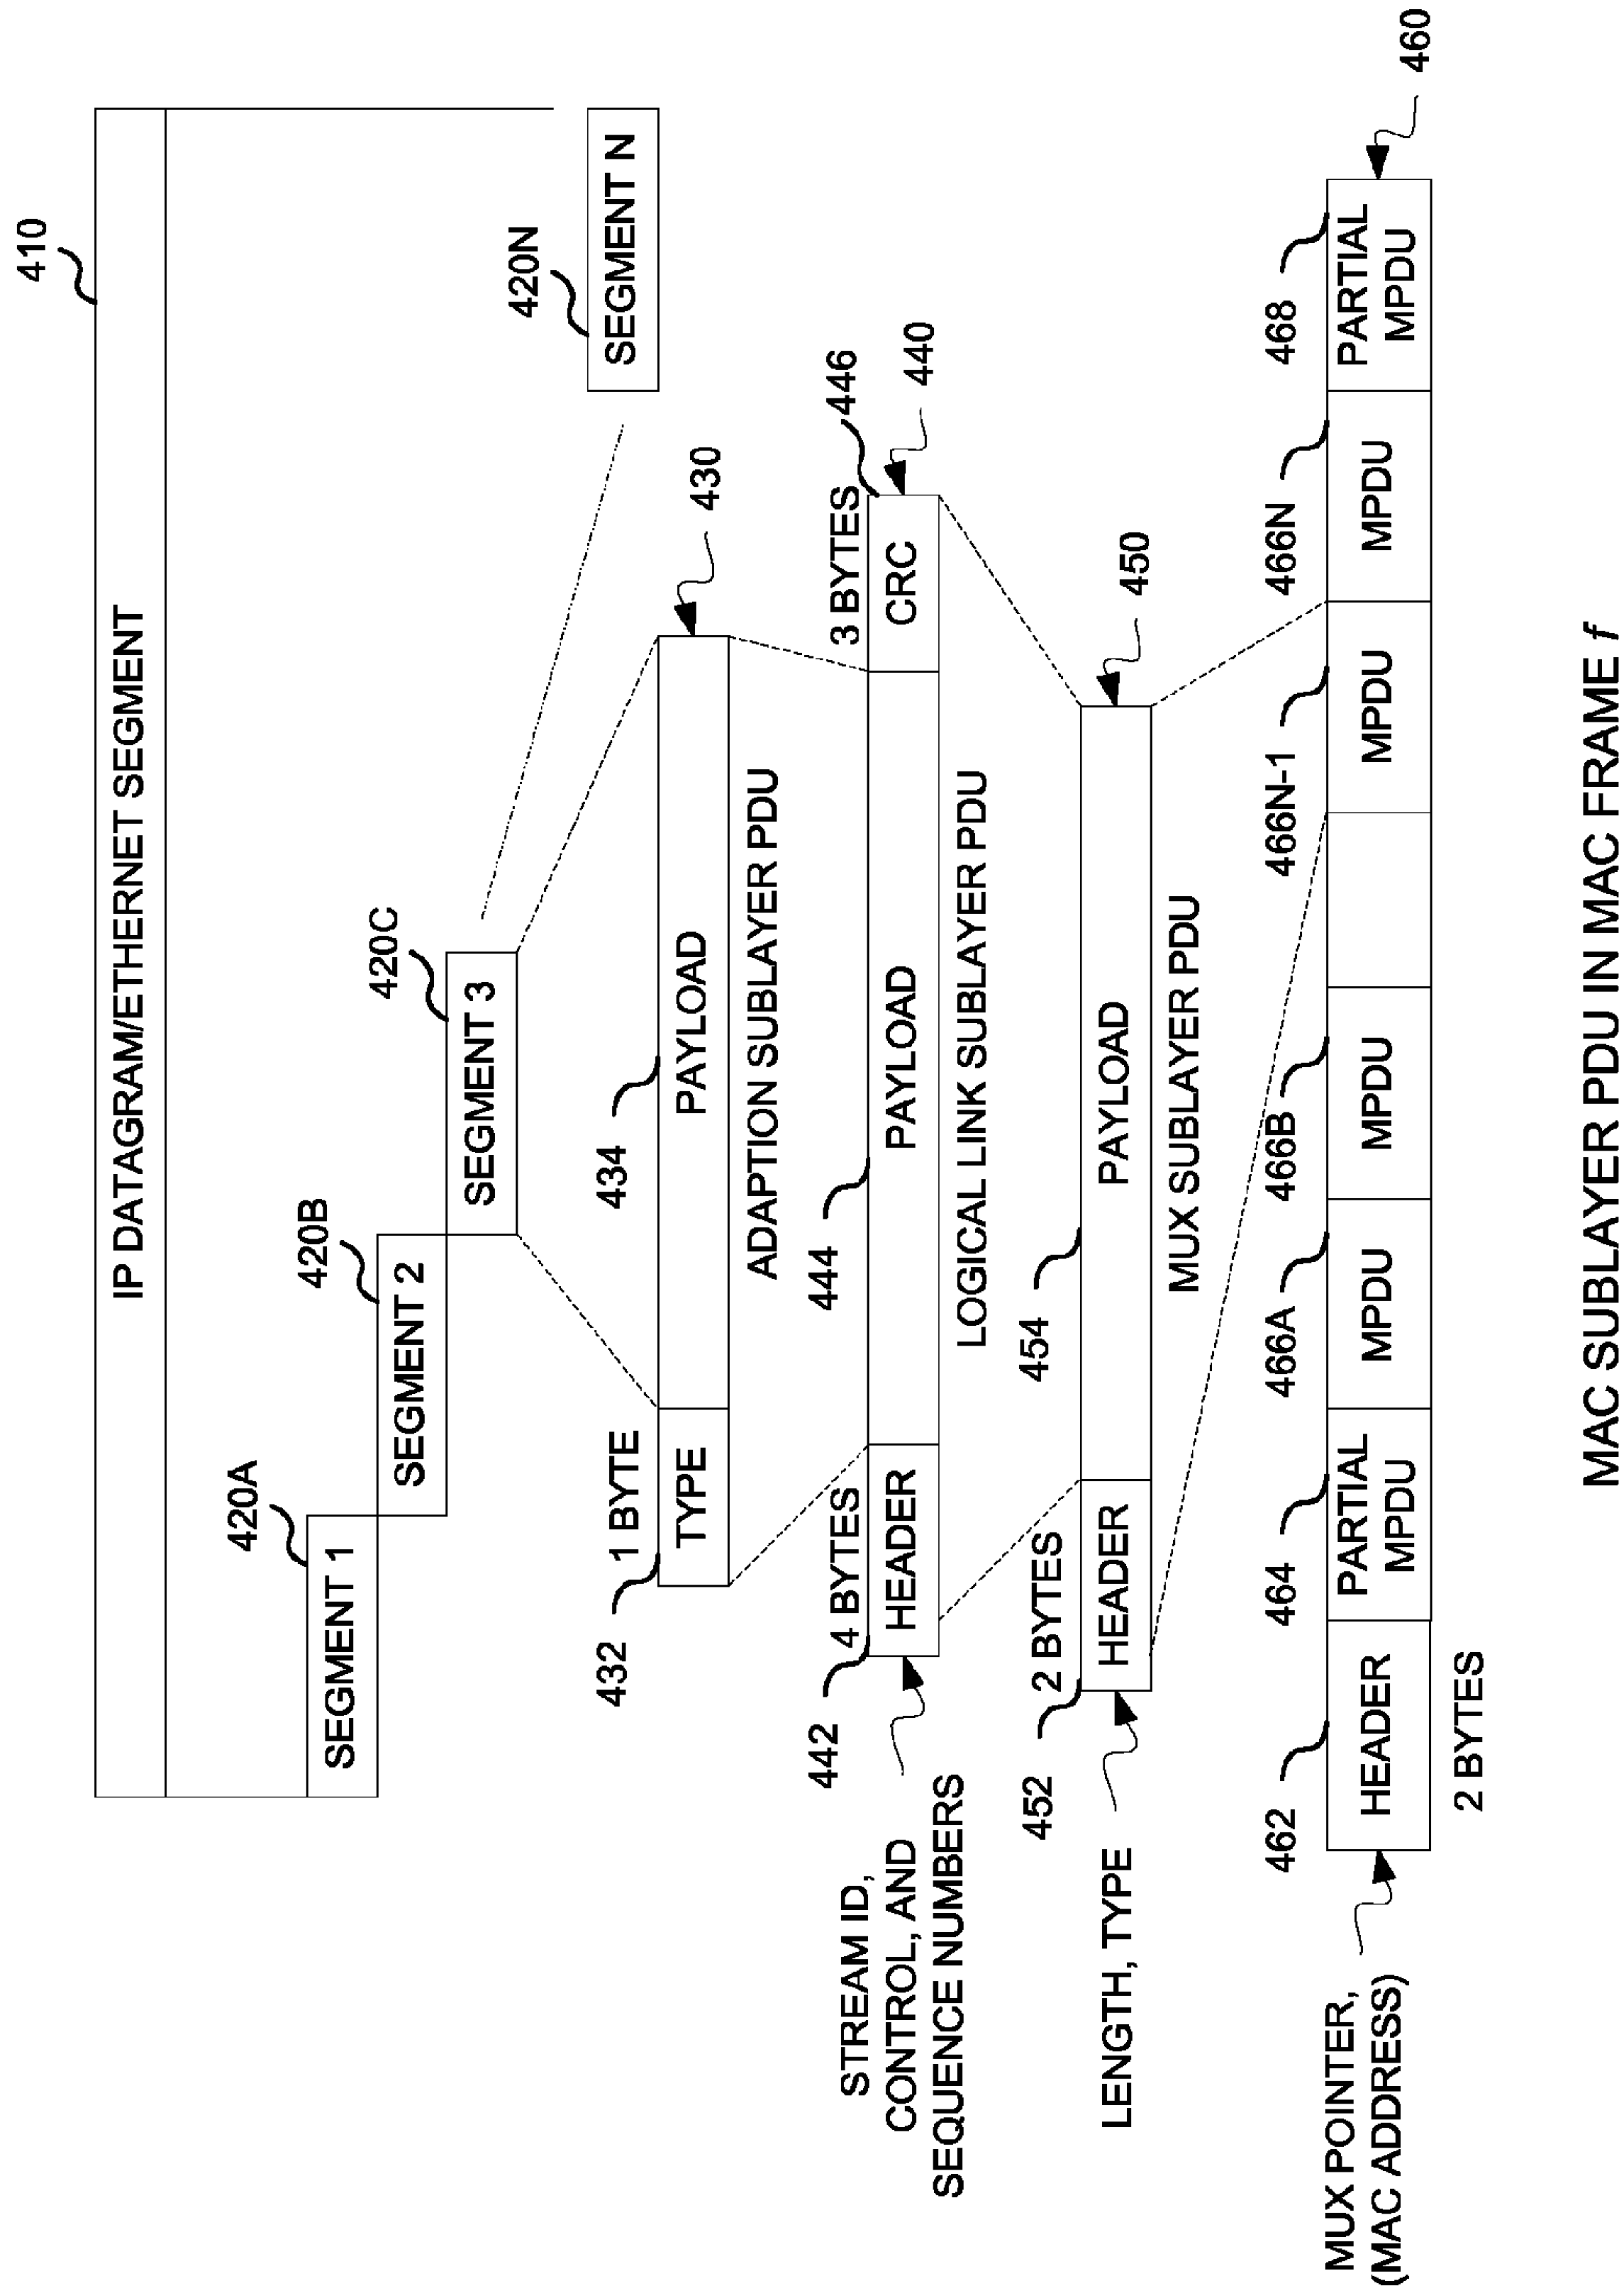 410
IP DATAGRAM/ETHERNET SEGMENT
420A
SEGMENT 1
420B
SEGMENT 2
420C
SEGMENT 3
420N
SEGMENT N
432
1 BYTE
434
430
TYPE
PAYLOAD
ADAPTION SUBLAYER PDU
442
4 BYTES
444
3 BYTES
446
STREAM ID,
CONTROL, AND
SEQUENCE NUMBERS
HEADER
PAYLOAD
CRC
440
LOGICAL LINK SUBLAYER PDU
452
2 BYTES
454
450
LENGTH, TYPE
HEADER
PAYLOAD
MUX SUBLAYER PDU
462
464
466A
466B
466N-1
466N
468
460
MUX POINTER,
(MAC ADDRESS)
HEADER
PARTIAL
MPDU
MPDU
MPDU
MPDU
MPDU
PARTIAL
MPDU
2 BYTES
MAC SUBLAYER PDU IN MAC FRAME f